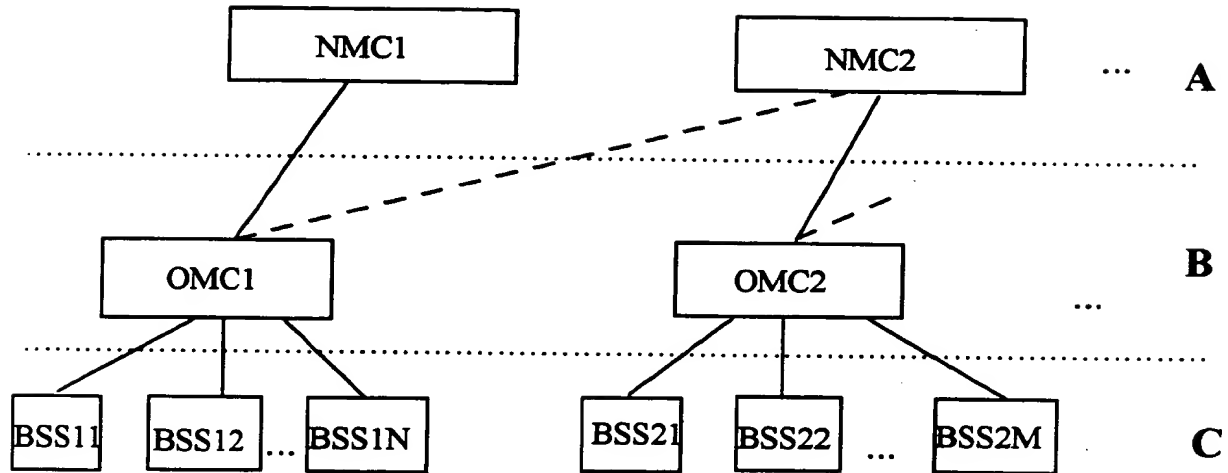 NMC1
NMC2
...
A
OMC1
OMC2
B
...
BSS11
BSS12
...
BSS1N
BSS21
BSS22
...
BSS2M
C